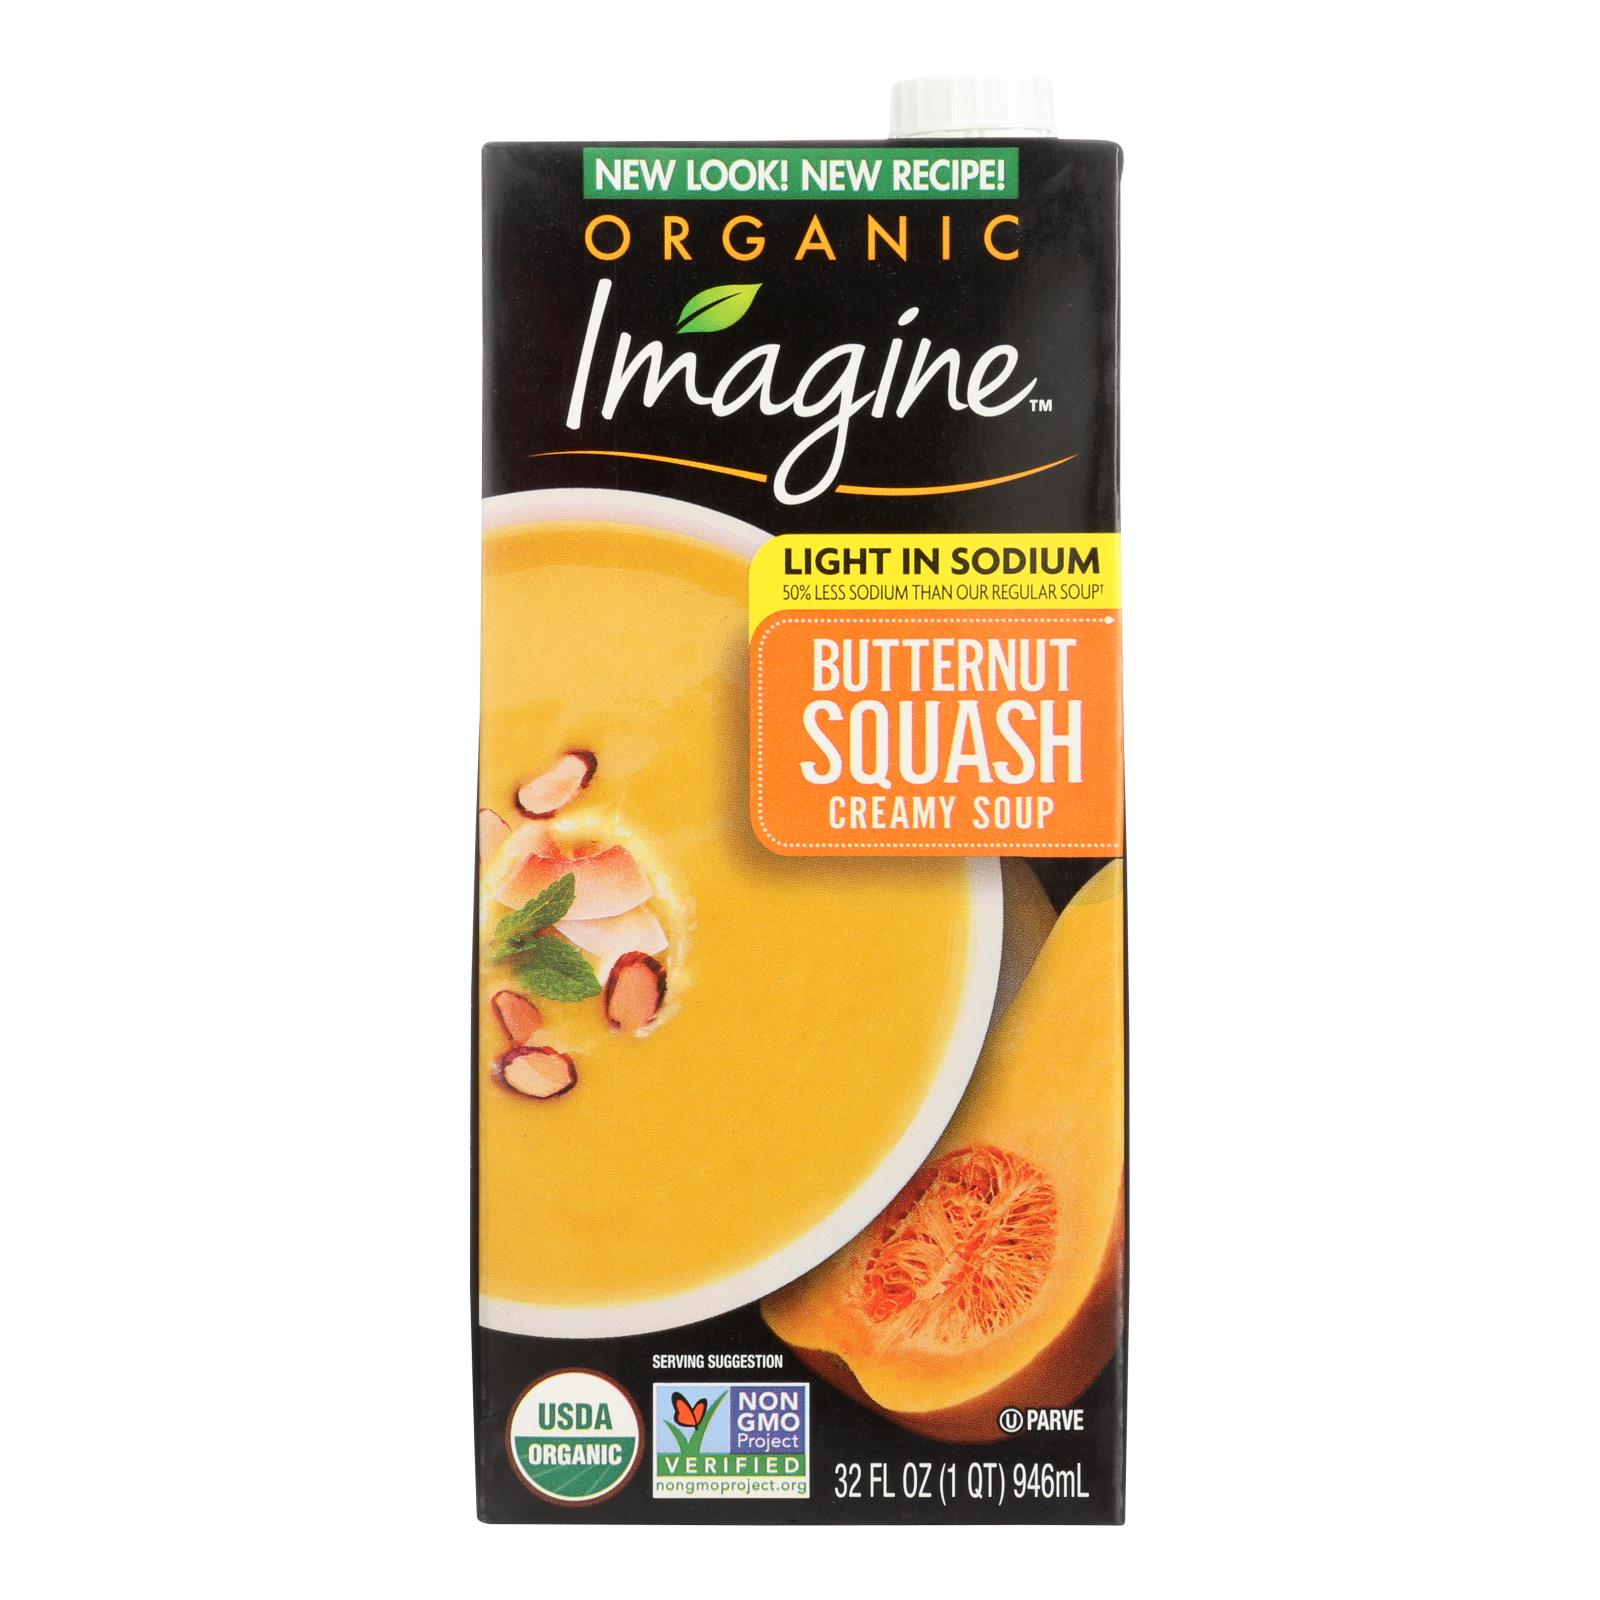 NEW LOOK! NEW RECIPE!
ORGANIC
Imagine™
LIGHT IN SODIUM
50% LESS SODIUM THAN OUR REGULAR SOUP†
BUTTERNUT
SQUASH
CREAMY SOUP
SERVING SUGGESTION
USDA
ORGANIC
NON
GMO
Project
VERIFIED
nongmoproject.org
Ⓤ PARVE
32 FL OZ (1 QT) 946mL